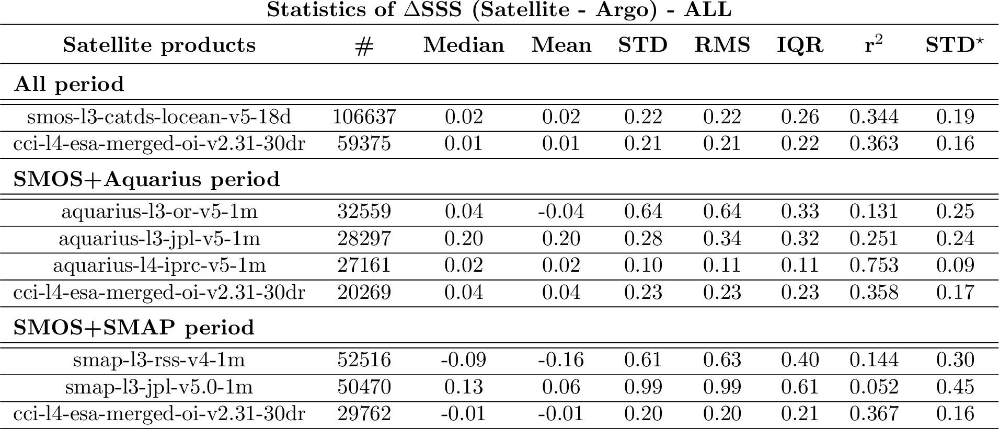 Statistics of ΔSSS (Satellite - Argo) - ALL
Satellite products # Median Mean STD RMS IQR r² STD⋆
All period
smos-l3-catds-locean-v5-18d 106637 0.02 0.02 0.22 0.22 0.26 0.344 0.19
cci-l4-esa-merged-oi-v2.31-30dr 59375 0.01 0.01 0.21 0.21 0.22 0.363 0.16
SMOS+Aquarius period
aquarius-l3-or-v5-1m 32559 0.04 -0.04 0.64 0.64 0.33 0.131 0.25
aquarius-l3-jpl-v5-1m 28297 0.20 0.20 0.28 0.34 0.32 0.251 0.24
aquarius-l4-iprc-v5-1m 27161 0.02 0.02 0.10 0.11 0.11 0.753 0.09
cci-l4-esa-merged-oi-v2.31-30dr 20269 0.04 0.04 0.23 0.23 0.23 0.358 0.17
SMOS+SMAP period
smap-l3-rss-v4-1m 52516 -0.09 -0.16 0.61 0.63 0.40 0.144 0.30
smap-l3-jpl-v5.0-1m 50470 0.13 0.06 0.99 0.99 0.61 0.052 0.45
cci-l4-esa-merged-oi-v2.31-30dr 29762 -0.01 -0.01 0.20 0.20 0.21 0.367 0.16